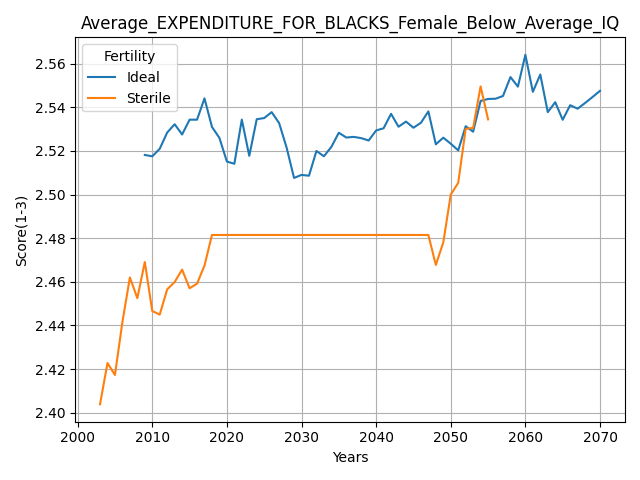 Average_EXPENDITURE_FOR_BLACKS_Female_Below_Average_IQ
Fertility
Ideal
Sterile
Score(1-3)
2.56
2.54
2.52
2.50
2.48
2.46
2.44
2.42
2.40
2000 2010 2020 2030 2040 2050 2060 2070
Years